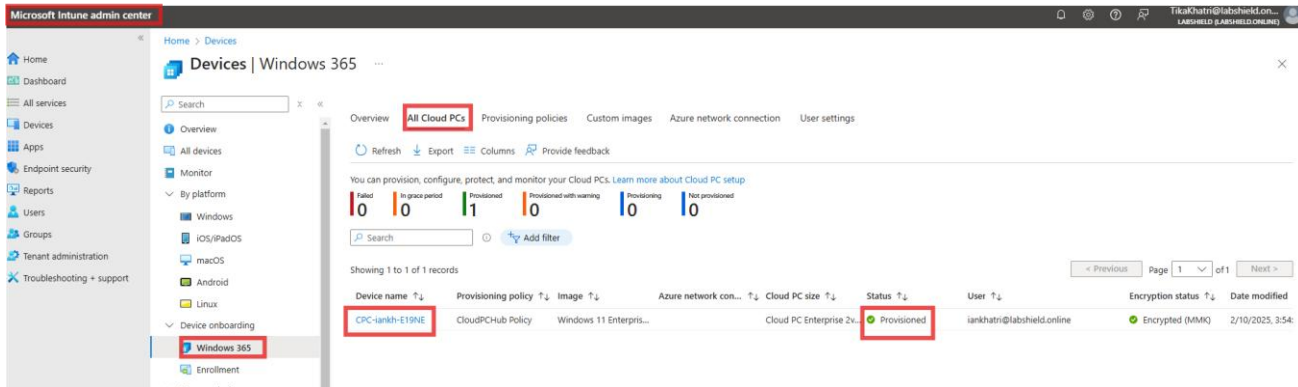 Microsoft Intune admin center
TikaKhatri@labshield.on...
LABSHIELD (LABSHIELD.ONLINE)
Home
Dashboard
All services
Devices
Apps
Endpoint security
Reports
Users
Groups
Tenant administration
Troubleshooting + support
Home > Devices
Devices | Windows 365 ...
Search
Overview
All devices
Monitor
By platform
Windows
iOS/iPadOS
macOS
Android
Linux
Device onboarding
Windows 365
Enrollment
Overview All Cloud PCs Provisioning policies Custom images Azure network connection User settings
Refresh Export Columns Provide feedback
You can provision, configure, protect, and monitor your Cloud PCs. Learn more about Cloud PC setup
Failed In grace period Provisioned Provisioned with warning Provisioning Not provisioned
0 0 1 0 0 0
Search Add filter
Showing 1 to 1 of 1 records
< Previous Page 1 of 1 Next >
Device name Provisioning policy Image Azure network con... Cloud PC size Status User Encryption status Date modified
CPC-iankh-E19NE CloudPCHub Policy Windows 11 Enterpris... Cloud PC Enterprise 2v... Provisioned iankhatri@labshield.online Encrypted (MMK) 2/10/2025, 3:54: